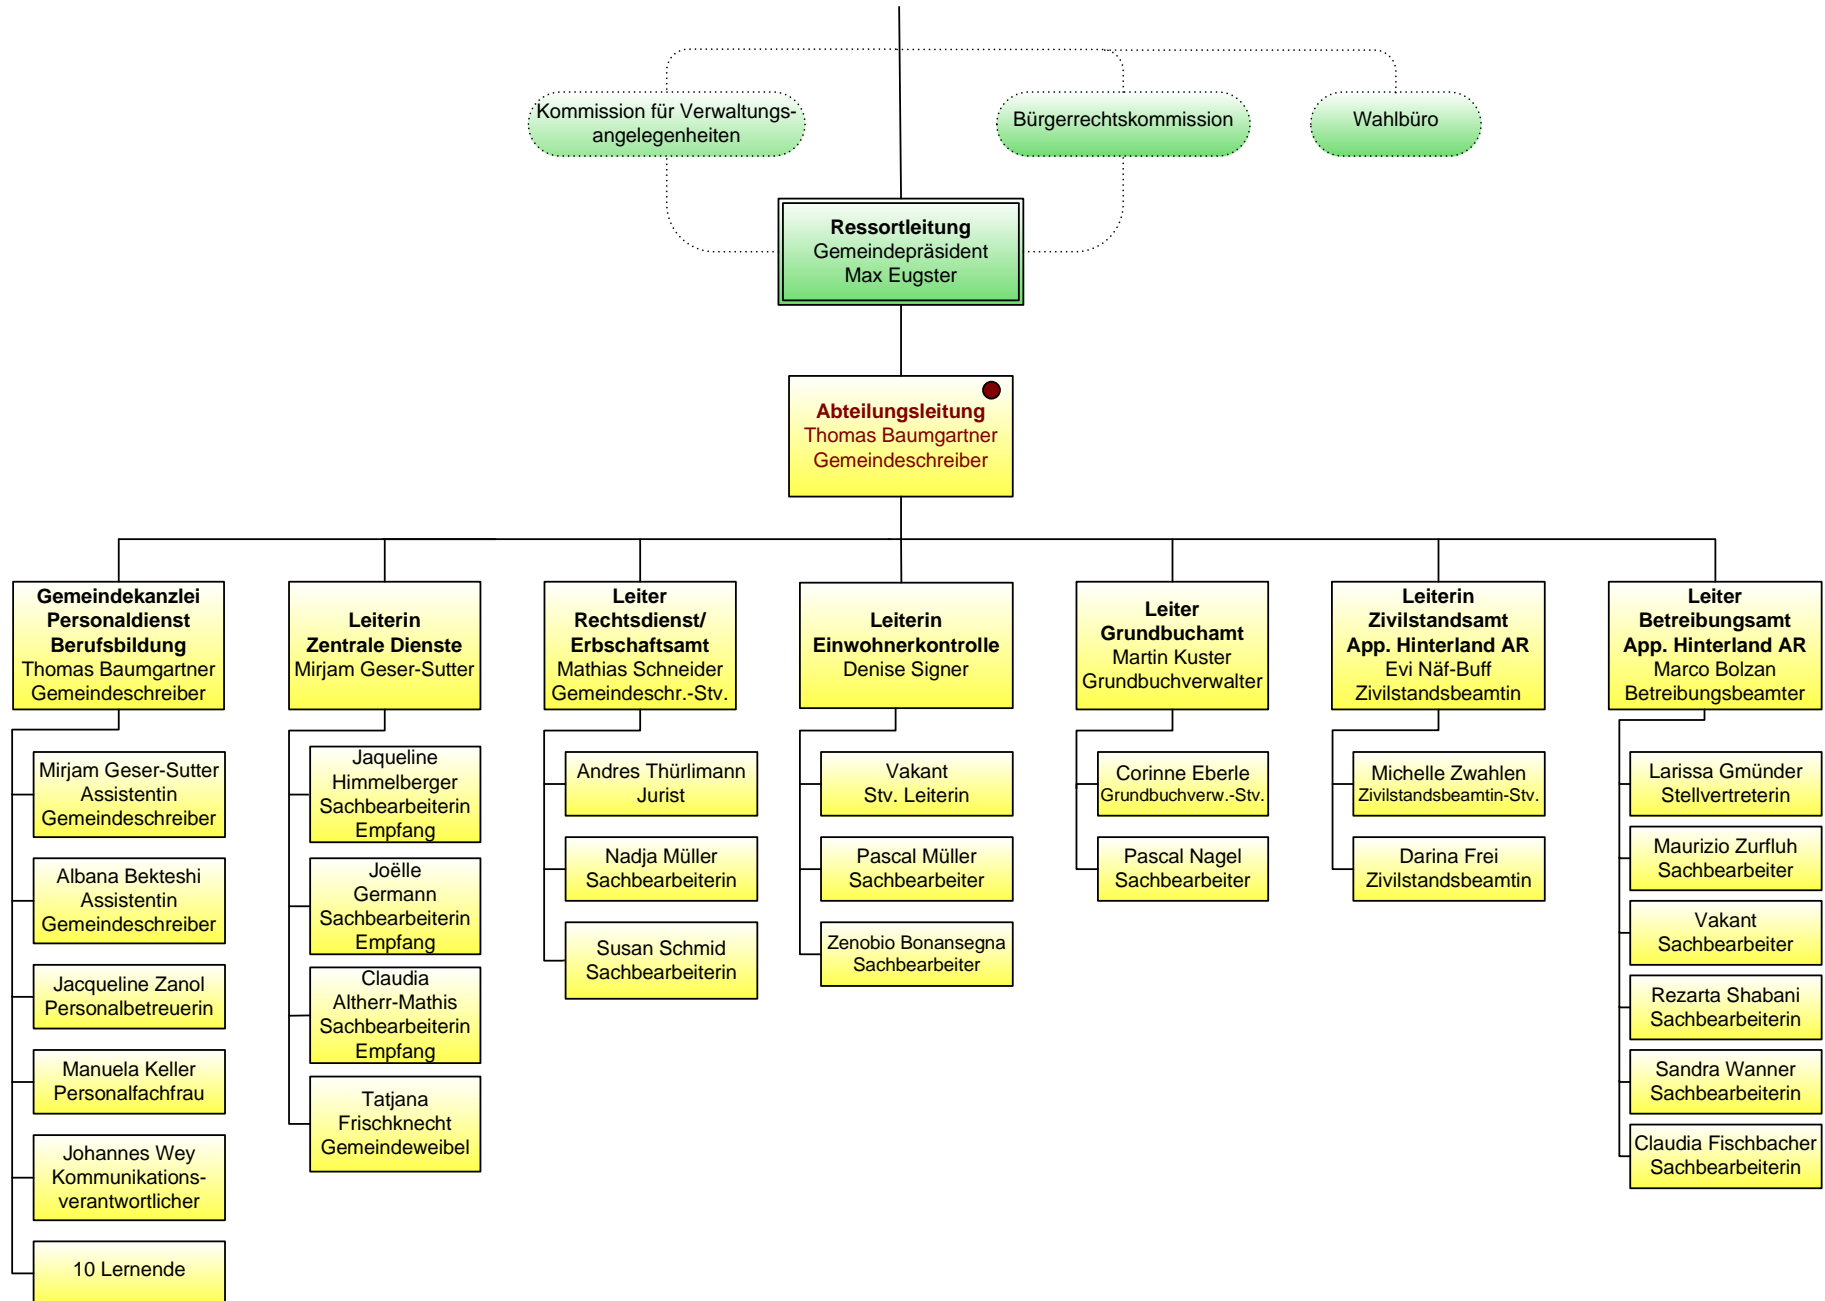 Kommission für Verwaltungs-
angelegenheiten
Bürgerrechtskommission
Wahlbüro
Ressortleitung
Gemeindepräsident
Max Eugster
Abteilungsleitung
Thomas Baumgartner
Gemeindeschreiber
Gemeindekanzlei
Personaldienst
Berufsbildung
Thomas Baumgartner
Gemeindeschreiber
Mirjam Geser-Sutter
Assistentin
Gemeindeschreiber
Albana Bekteshi
Assistentin
Gemeindeschreiber
Jacqueline Zanol
Personalbetreuerin
Manuela Keller
Personalfachfrau
Johannes Wey
Kommunikations-
verantwortlicher
10 Lernende
Leiterin
Zentrale Dienste
Mirjam Geser-Sutter
Jaqueline
Himmelberger
Sachbearbeiterin
Empfang
Joëlle
Germann
Sachbearbeiterin
Empfang
Claudia
Altherr-Mathis
Sachbearbeiterin
Empfang
Tatjana
Frischknecht
Gemeindeweibel
Leiter
Rechtsdienst/
Erbschaftsamt
Mathias Schneider
Gemeindeschr.-Stv.
Andres Thürlimann
Jurist
Nadja Müller
Sachbearbeiterin
Susan Schmid
Sachbearbeiterin
Leiterin
Einwohnerkontrolle
Denise Signer
Vakant
Stv. Leiterin
Pascal Müller
Sachbearbeiter
Zenobio Bonansegna
Sachbearbeiter
Leiter
Grundbuchamt
Martin Kuster
Grundbuchverwalter
Corinne Eberle
Grundbuchverw.-Stv.
Pascal Nagel
Sachbearbeiter
Leiterin
Zivilstandsamt
App. Hinterland AR
Evi Näf-Buff
Zivilstandsbeamtin
Michelle Zwahlen
Zivilstandsbeamtin-Stv.
Darina Frei
Zivilstandsbeamtin
Leiter
Betreibungsamt
App. Hinterland AR
Marco Bolzan
Betreibungsbeamter
Larissa Gmünder
Stellvertreterin
Maurizio Zurfluh
Sachbearbeiter
Vakant
Sachbearbeiter
Rezarta Shabani
Sachbearbeiterin
Sandra Wanner
Sachbearbeiterin
Claudia Fischbacher
Sachbearbeiterin